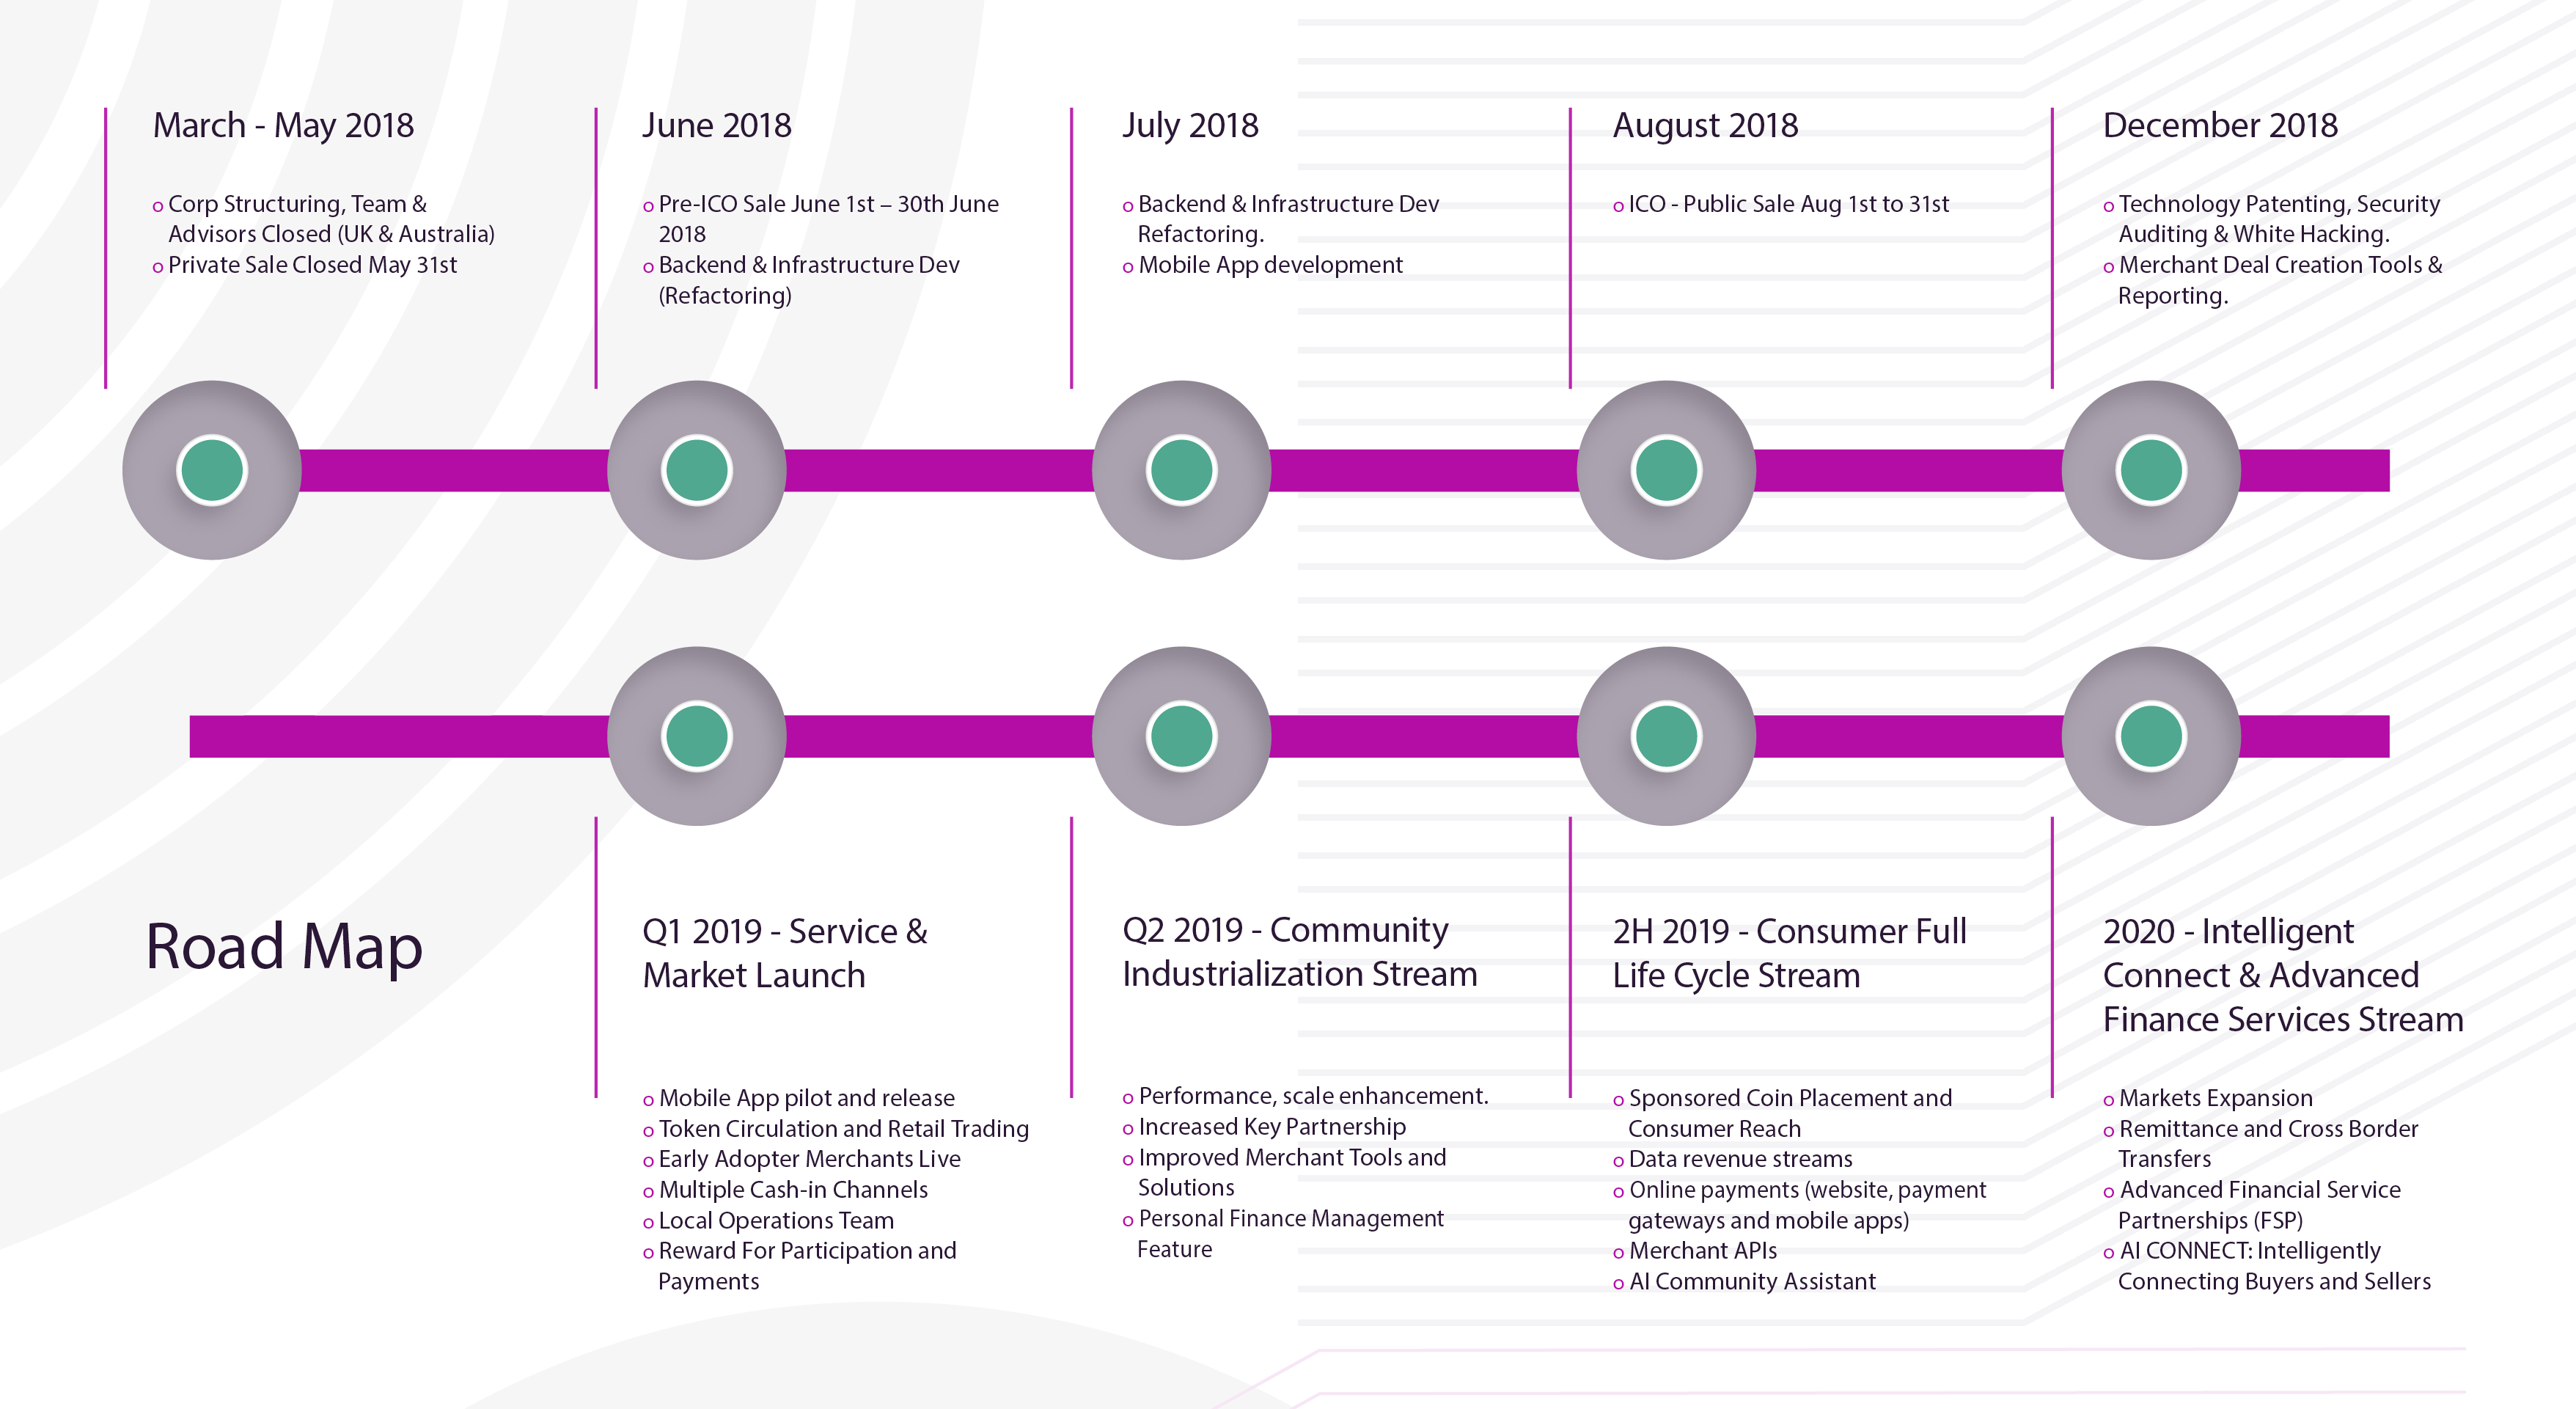 March - May 2018
o Corp Structuring, Team &
Advisors Closed (UK & Australia)
o Private Sale Closed May 31st
June 2018
o Pre-ICO Sale June 1st – 30th June
2018
o Backend & Infrastructure Dev
(Refactoring)
July 2018
o Backend & Infrastructure Dev
Refactoring.
o Mobile App development
August 2018
o ICO - Public Sale Aug 1st to 31st
December 2018
o Technology Patenting, Security
Auditing & White Hacking.
o Merchant Deal Creation Tools &
Reporting.
Road Map
Q1 2019 - Service &
Market Launch
o Mobile App pilot and release
o Token Circulation and Retail Trading
o Early Adopter Merchants Live
o Multiple Cash-in Channels
o Local Operations Team
o Reward For Participation and
Payments
Q2 2019 - Community
Industrialization Stream
o Performance, scale enhancement.
o Increased Key Partnership
o Improved Merchant Tools and
Solutions
o Personal Finance Management
Feature
2H 2019 - Consumer Full
Life Cycle Stream
o Sponsored Coin Placement and
Consumer Reach
o Data revenue streams
o Online payments (website, payment
gateways and mobile apps)
o Merchant APIs
o AI Community Assistant
2020 - Intelligent
Connect & Advanced
Finance Services Stream
o Markets Expansion
o Remittance and Cross Border
Transfers
o Advanced Financial Service
Partnerships (FSP)
o AI CONNECT: Intelligently
Connecting Buyers and Sellers